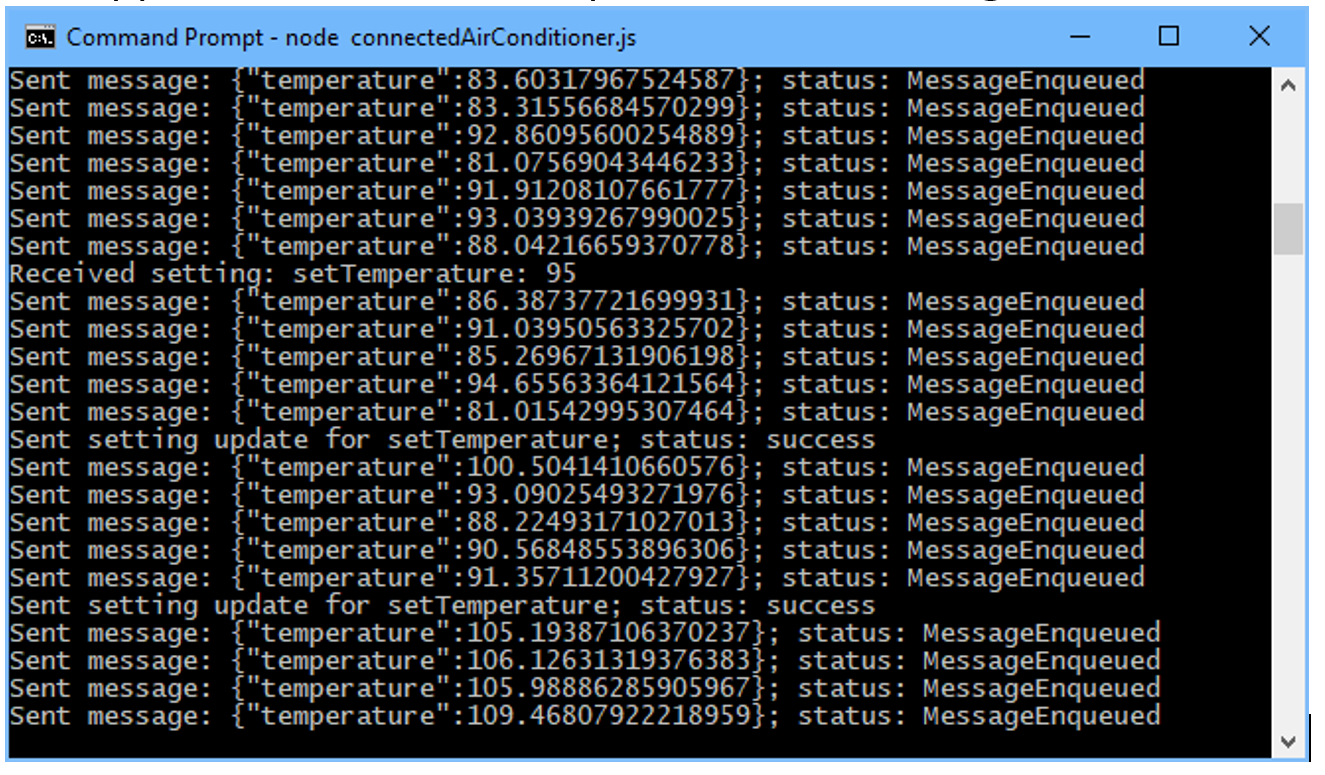 Command Prompt - node connectedAirConditioner.js
Sent message: {"temperature":83.60317967524587}; status: MessageEnqueued
Sent message: {"temperature":83.31556684570299}; status: MessageEnqueued
Sent message: {"temperature":92.86095600254889}; status: MessageEnqueued
Sent message: {"temperature":81.07569043446233}; status: MessageEnqueued
Sent message: {"temperature":91.91208107661777}; status: MessageEnqueued
Sent message: {"temperature":93.03939267990025}; status: MessageEnqueued
Sent message: {"temperature":88.04216659370778}; status: MessageEnqueued
Received setting: setTemperature: 95
Sent message: {"temperature":86.38737721699931}; status: MessageEnqueued
Sent message: {"temperature":91.03950563325702}; status: MessageEnqueued
Sent message: {"temperature":85.26967131906198}; status: MessageEnqueued
Sent message: {"temperature":94.65563364121564}; status: MessageEnqueued
Sent message: {"temperature":81.01542995307464}; status: MessageEnqueued
Sent setting update for setTemperature; status: success
Sent message: {"temperature":100.5041410660576}; status: MessageEnqueued
Sent message: {"temperature":93.09025493271976}; status: MessageEnqueued
Sent message: {"temperature":88.22493171027013}; status: MessageEnqueued
Sent message: {"temperature":90.56848553896306}; status: MessageEnqueued
Sent message: {"temperature":91.35711200427927}; status: MessageEnqueued
Sent setting update for setTemperature; status: success
Sent message: {"temperature":105.19387106370237}; status: MessageEnqueued
Sent message: {"temperature":106.12631319376383}; status: MessageEnqueued
Sent message: {"temperature":105.98886285905967}; status: MessageEnqueued
Sent message: {"temperature":109.46807922218959}; status: MessageEnqueued